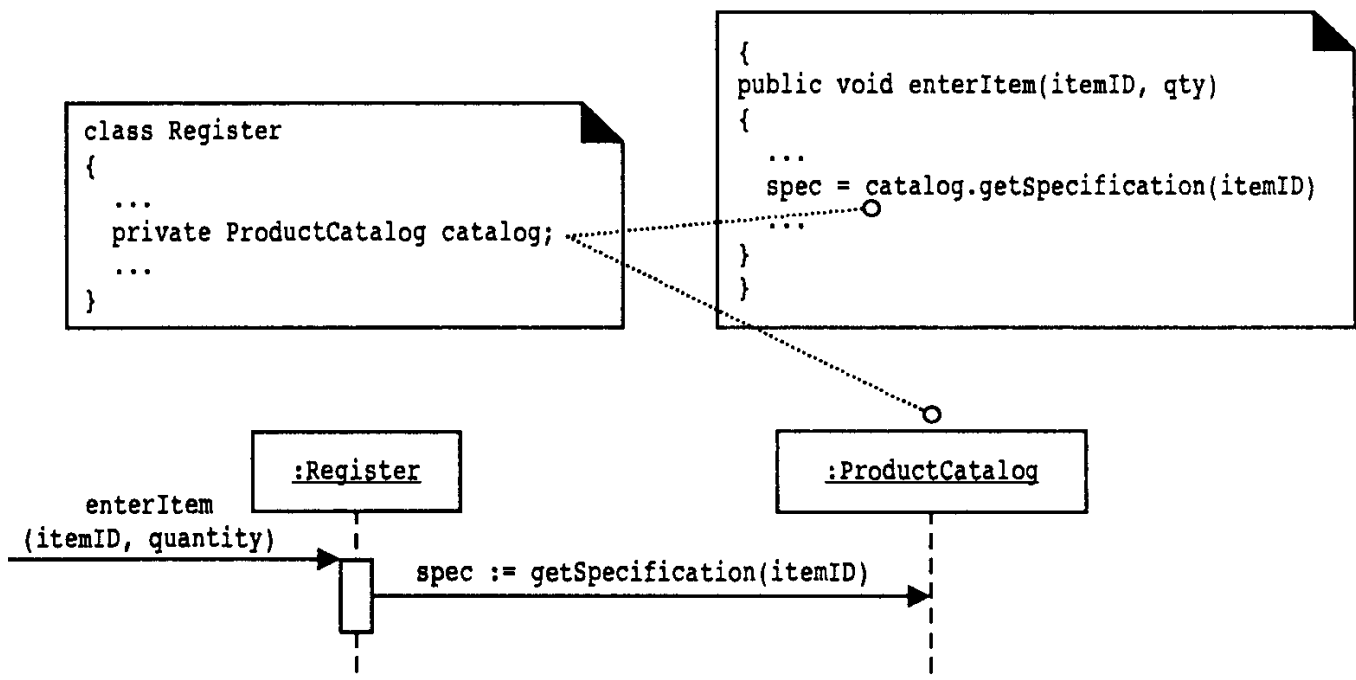 class Register
{
...
private ProductCatalog catalog;
...
}
{
public void enterItem(itemID, qty)
{
...
spec = catalog.getSpecification(itemID)
...
}
}
:Register
:ProductCatalog
enterItem
(itemID, quantity)
spec := getSpecification(itemID)